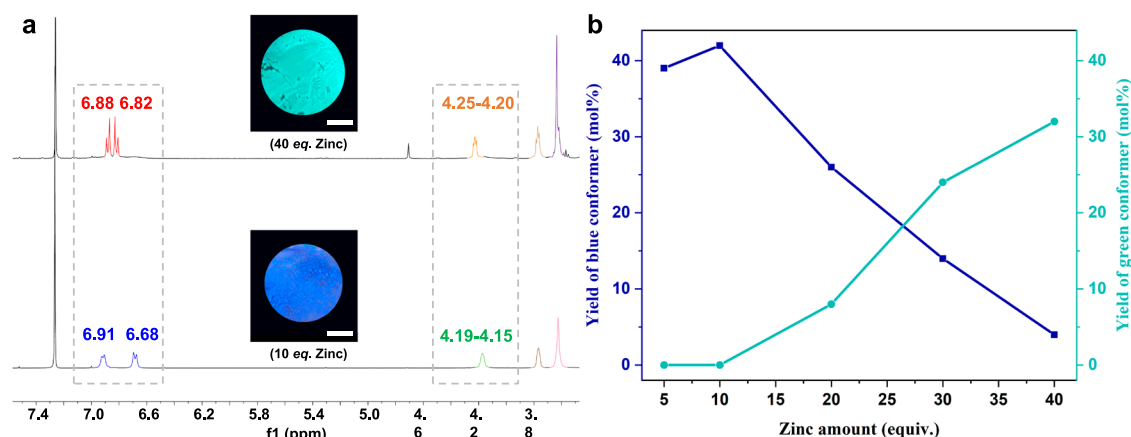 a
6.88 6.82
4.25-4.20
(40 eq. Zinc)
6.91 6.68
4.19-4.15
(10 eq. Zinc)
7.4 7.0 6.6 6.2 5.8 5.4 5.0 4.6 4.2 3.8
f1 (ppm)
b
Yield of blue conformer (mol%)
40
30
20
10
0
5 10 20 30 40
Zinc amount (equiv.)
40
30
20
10
0
Yield of green conformer (mol%)